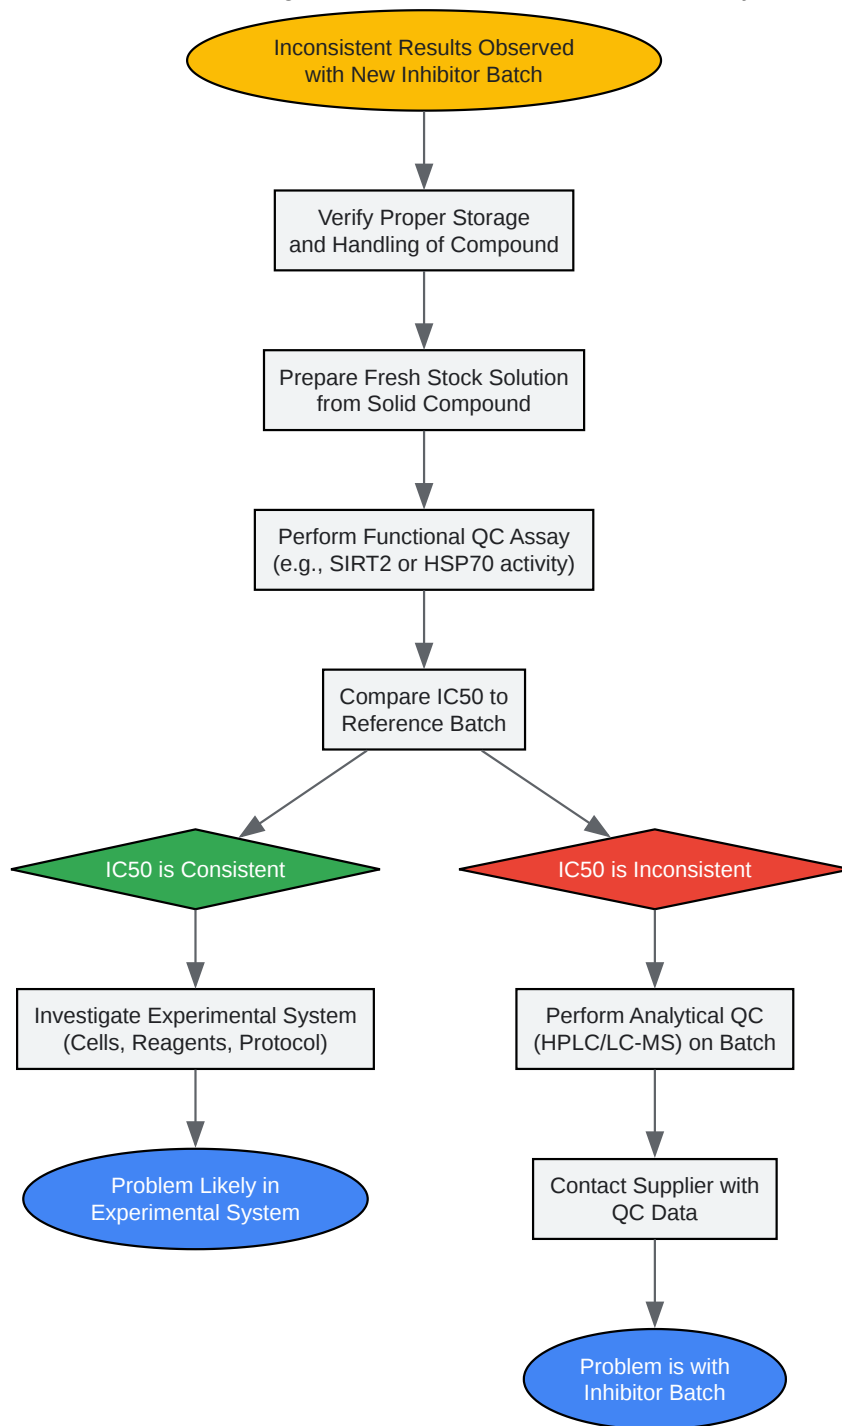 Inconsistent Results Observed
with New Inhibitor Batch
Verify Proper Storage
and Handling of Compound
Prepare Fresh Stock Solution
from Solid Compound
Perform Functional QC Assay
(e.g., SIRT2 or HSP70 activity)
Compare IC50 to
Reference Batch
IC50 is Consistent
IC50 is Inconsistent
Investigate Experimental System
(Cells, Reagents, Protocol)
Perform Analytical QC
(HPLC/LC-MS) on Batch
Problem Likely in
Experimental System
Contact Supplier with
QC Data
Problem is with
Inhibitor Batch